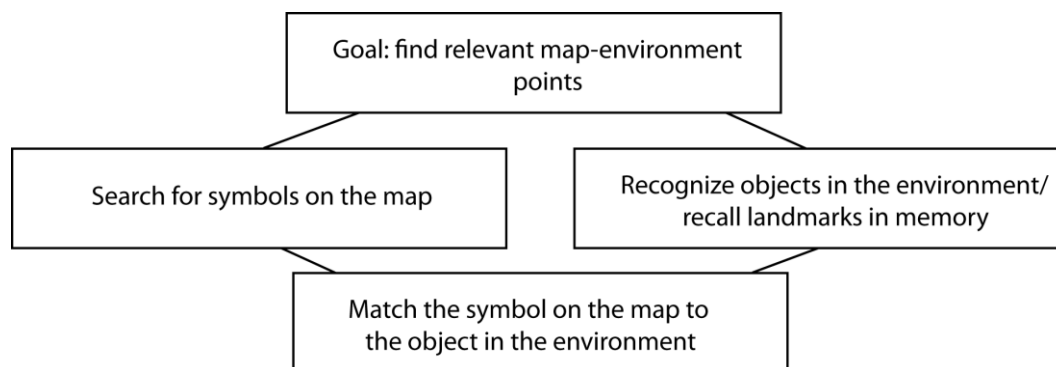 Goal: find relevant map-environment
points
Search for symbols on the map
Recognize objects in the environment/
recall landmarks in memory
Match the symbol on the map to
the object in the environment